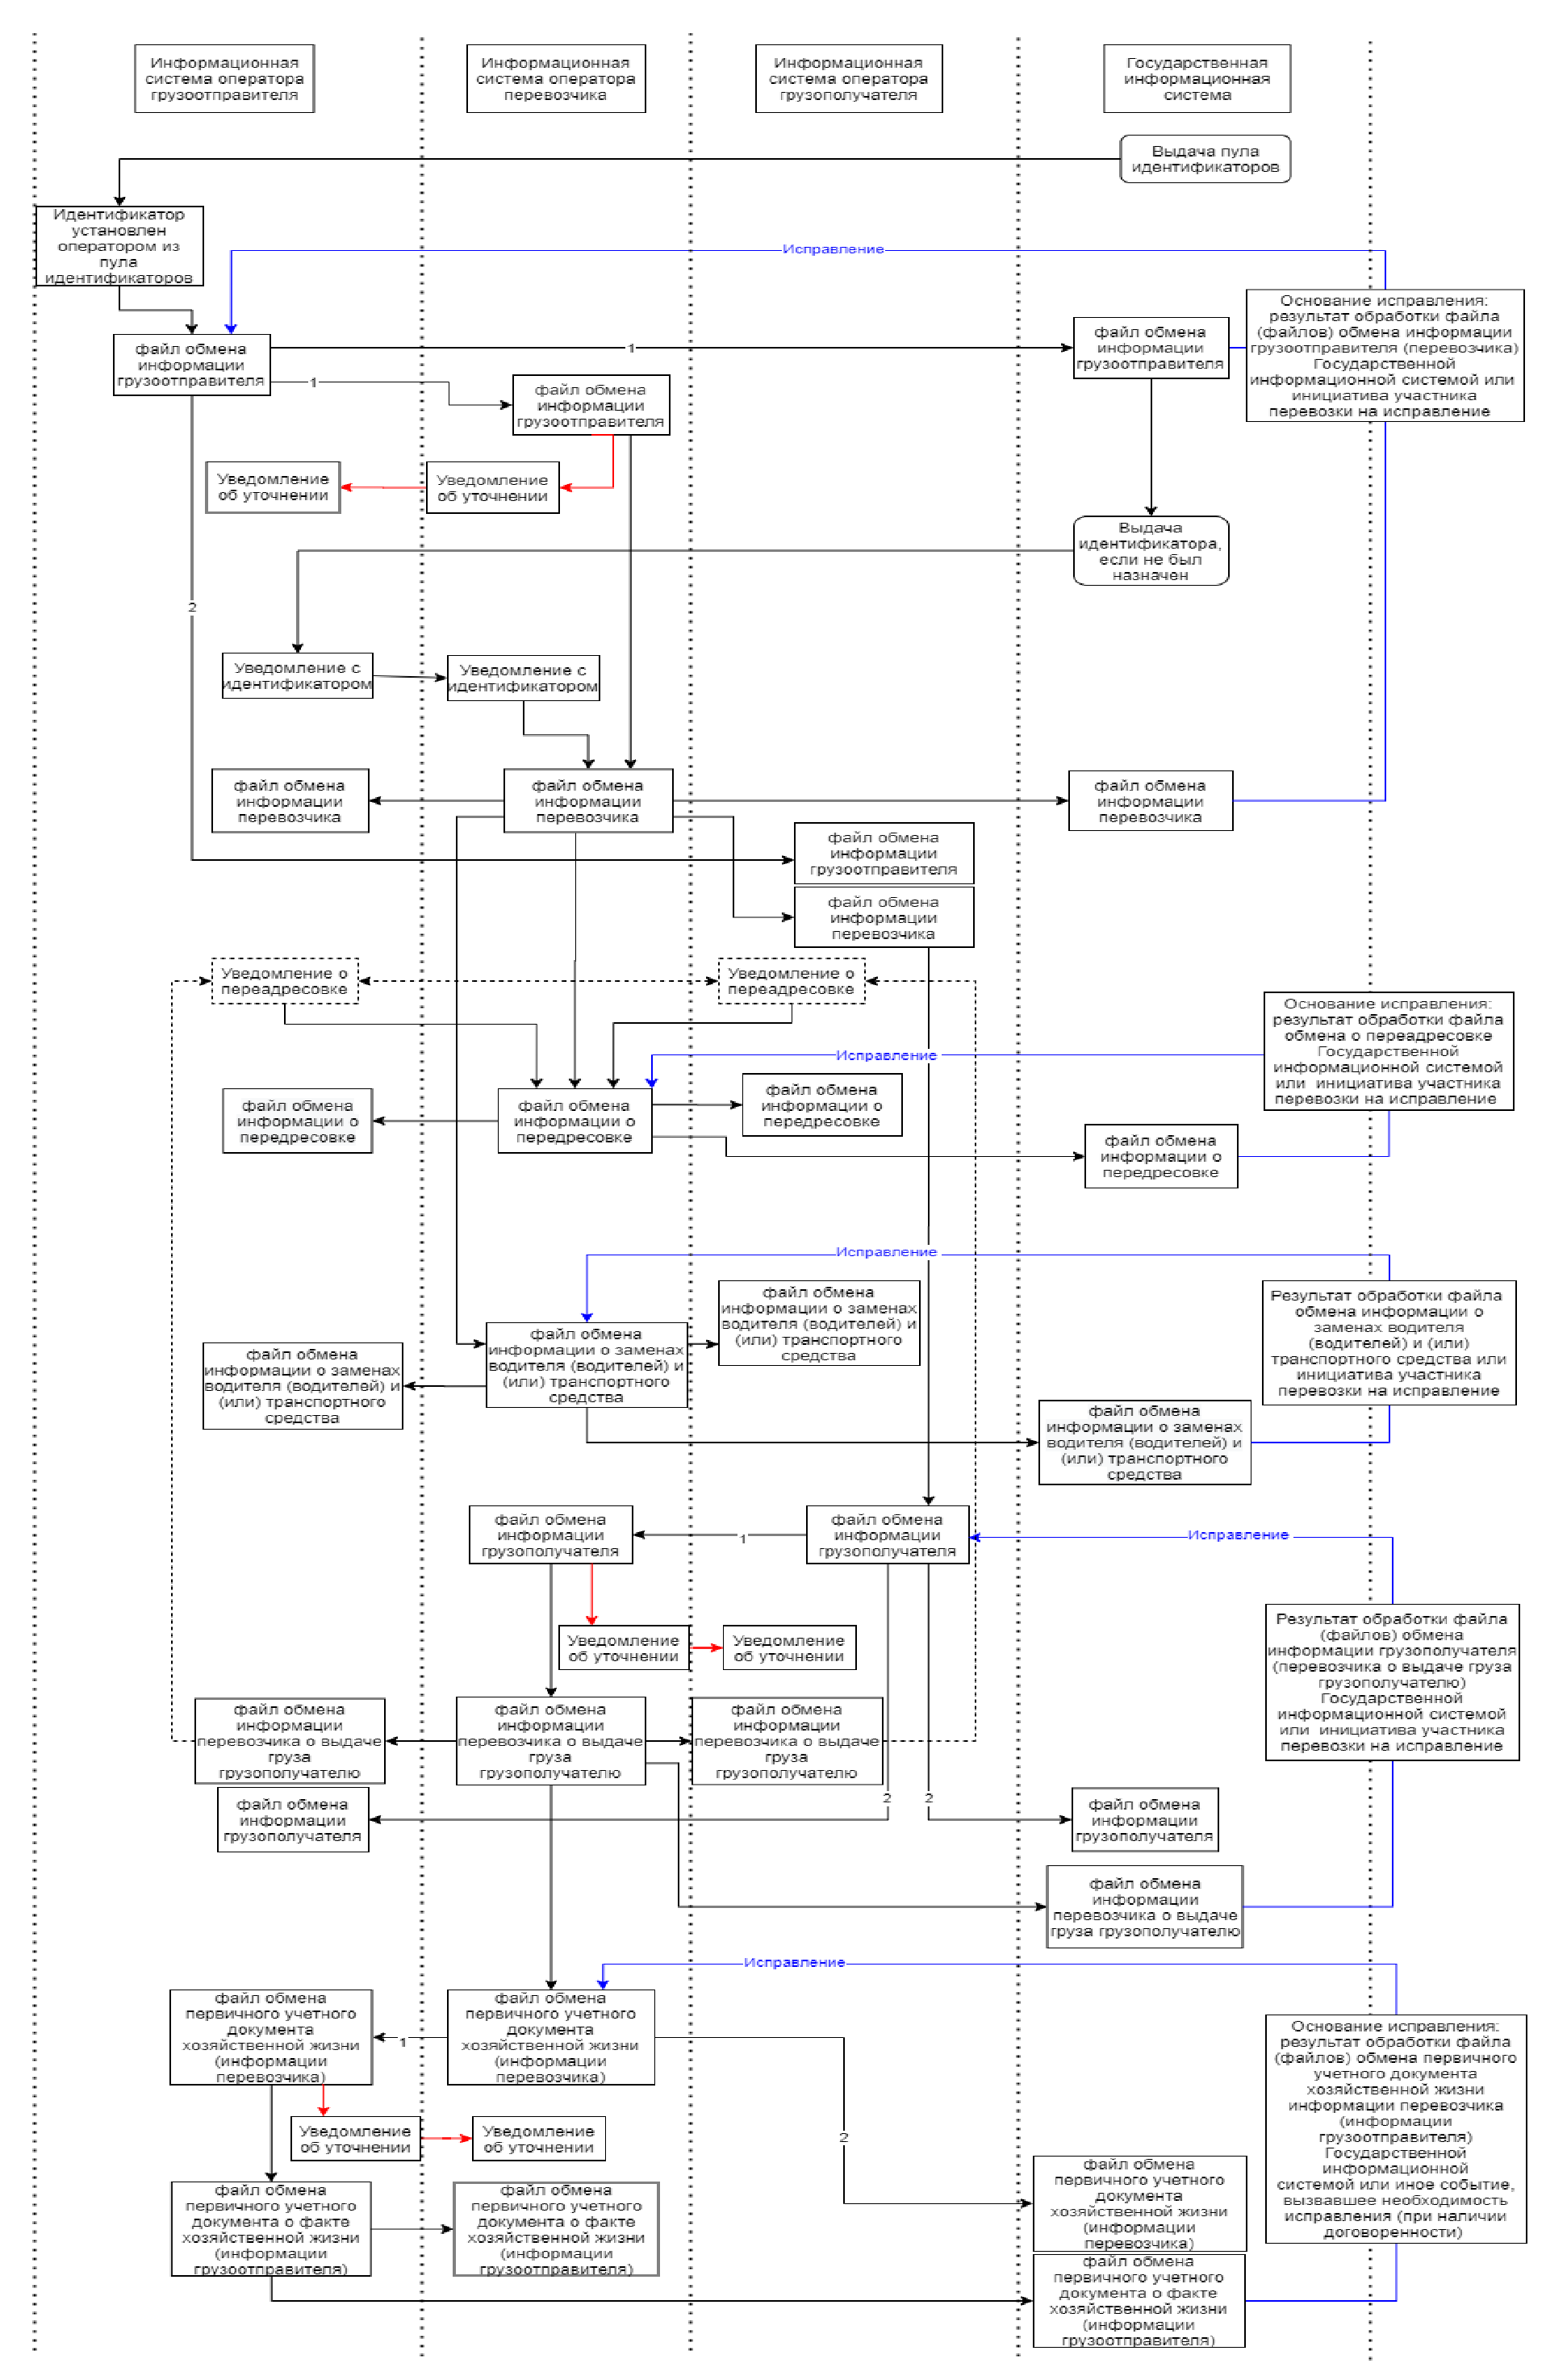 Информационная
система оператора
грузоотправителя
Информационная
система оператора
перевозчика
Информационная
система оператора
грузополучателя
Государственная
информационная
система
Выдача пула
идентификаторов
Идентификатор
установлен
оператором из
пула
идентификаторов
Исправление
Основание исправления:
результат обработки файла
(файлов) обмена информации
грузоотправителя (перевозчика)
Государственной
информационной системой или
инициатива участника
перевозки на исправление
файл обмена
информации
грузоотправителя
1
файл обмена
информации
грузоотправителя
1
файл обмена
информации
грузоотправителя
Уведомление
об уточнении
Уведомление
об уточнении
Выдача
идентификатора,
если не был
назначен
2
Уведомление с
идентификатором
Уведомление с
идентификатором
файл обмена
информации
перевозчика
файл обмена
информации
перевозчика
файл обмена
информации
перевозчика
файл обмена
информации
грузоотправителя
файл обмена
информации
перевозчика
Уведомление о
переадресовке
Уведомление о
переадресовке
Основание исправления:
результат обработки файла
обмена о переадресовке
Государственной
информационной системой
или инициатива участника
перевозки на исправление
Исправление
файл обмена
информации о
передресовке
файл обмена
информации о
передресовке
файл обмена
информации о
передресовке
файл обмена
информации о
передресовке
Исправление
файл обмена
информации о заменах
водителя (водителей) и
(или) транспортного
средства
Результат обработки файла
обмена информации о
заменах водителя
(водителей) и (или)
транспортного средства или
инициатива участника
перевозки на исправление
файл обмена
информации о заменах
водителя (водителей) и
(или) транспортного
средства
файл обмена
информации о заменах
водителя (водителей) и
(или) транспортного
средства
файл обмена
информации о заменах
водителя (водителей) и
(или) транспортного
средства
файл обмена
информации
грузополучателя
1
файл обмена
информации
грузополучателя
Исправление
Уведомление
об уточнении
Уведомление
об уточнении
Результат обработки файла
(файлов) обмена
информации грузополучателя
(перевозчика о выдаче груза
грузополучателю)
Государственной
информационной системой
или инициатива участника
перевозки на исправление
файл обмена
информации
перевозчика о выдаче
груза
грузополучателю
файл обмена
информации
перевозчика о выдаче
груза
грузополучателю
файл обмена
информации
перевозчика о выдаче
груза
грузополучателю
2
2
файл обмена
информации
грузополучателя
файл обмена
информации
грузополучателя
файл обмена
информации
перевозчика о выдаче
груза грузополучателю
Исправление
файл обмена
первичного учетного
документа
хозяйственной жизни
(информации
перевозчика)
1
файл обмена
первичного учетного
документа
хозяйственной жизни
(информации
перевозчика)
Основание исправления:
результат обработки файла
(файлов) обмена первичного
учетного документа
хозяйственной жизни
информации перевозчика
(информации
грузоотправителя)
Государственной
информационной
системой или иное событие,
вызвавшее необходимость
исправления (при наличии
договоренности)
Уведомление
об уточнении
Уведомление
об уточнении
2
файл обмена
первичного учетного
документа
хозяйственной жизни
(информации
перевозчика)
файл обмена
первичного учетного
документа о факте
хозяйственной жизни
(информации
грузоотправителя)
файл обмена
первичного учетного
документа о факте
хозяйственной жизни
(информации
грузоотправителя)
файл обмена
первичного учетного
документа о факте
хозяйственной жизни
(информации
грузоотправителя)